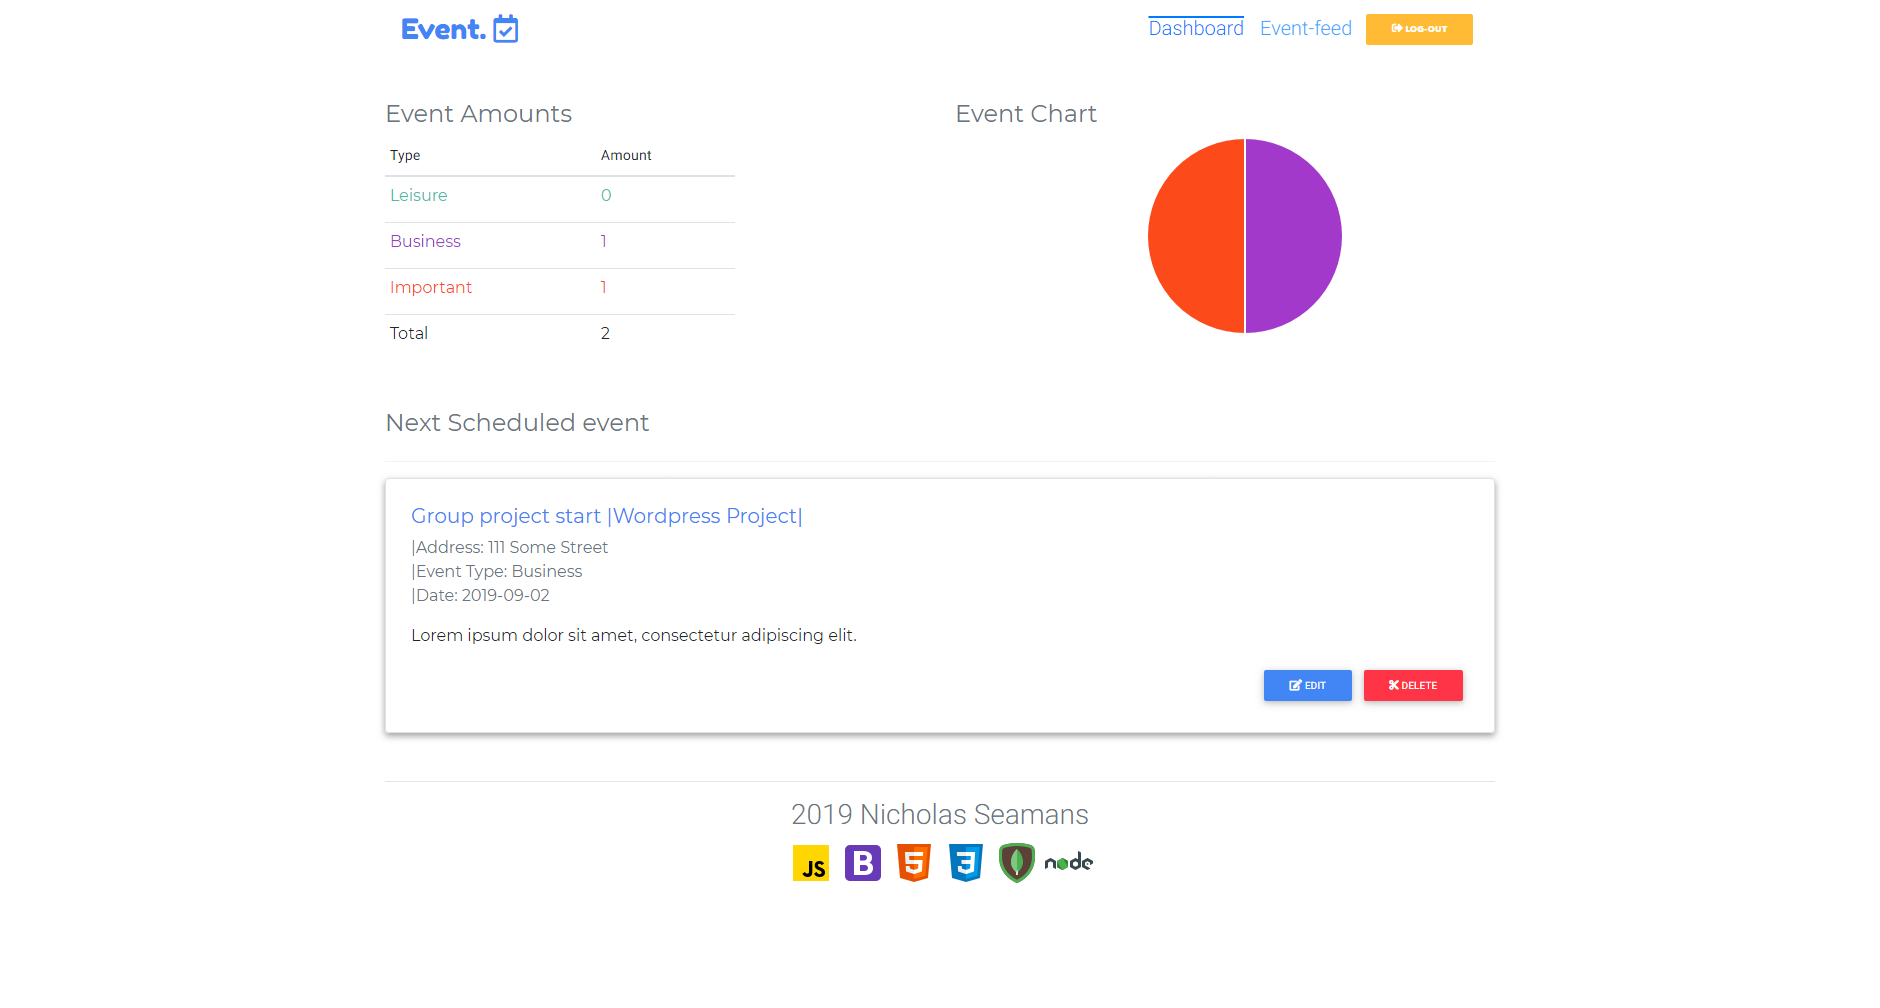 Event.
Dashboard Event-feed LOG-OUT
Event Amounts
Event Chart
Type Amount
Leisure 0
Business 1
Important 1
Total 2
Next Scheduled event
Group project start |Wordpress Project|
|Address: 111 Some Street
|Event Type: Business
|Date: 2019-09-02
Lorem ipsum dolor sit amet, consectetur adipiscing elit.
EDIT DELETE
2019 Nicholas Seamans
JS B 5 3 node